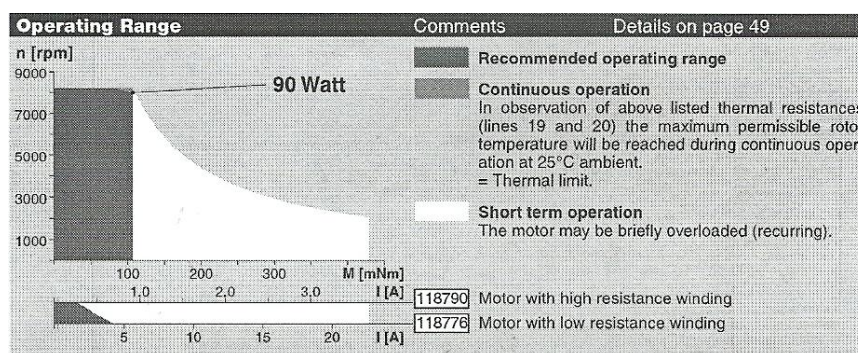 Operating Range
Comments
Details on page 49
n [rpm]
9000
7000
5000
3000
1000
90 Watt
100 200 300 M [mNm]
1,0 2,0 3,0 I [A]
5 10 15 20 I [A]
Recommended operating range
Continuous operation
In observation of above listed thermal resistances
(lines 19 and 20) the maximum permissible roto
temperature will be reached during continuous oper
ation at 25°C ambient.
= Thermal limit.
Short term operation
The motor may be briefly overloaded (recurring).
118790 Motor with high resistance winding
118776 Motor with low resistance winding